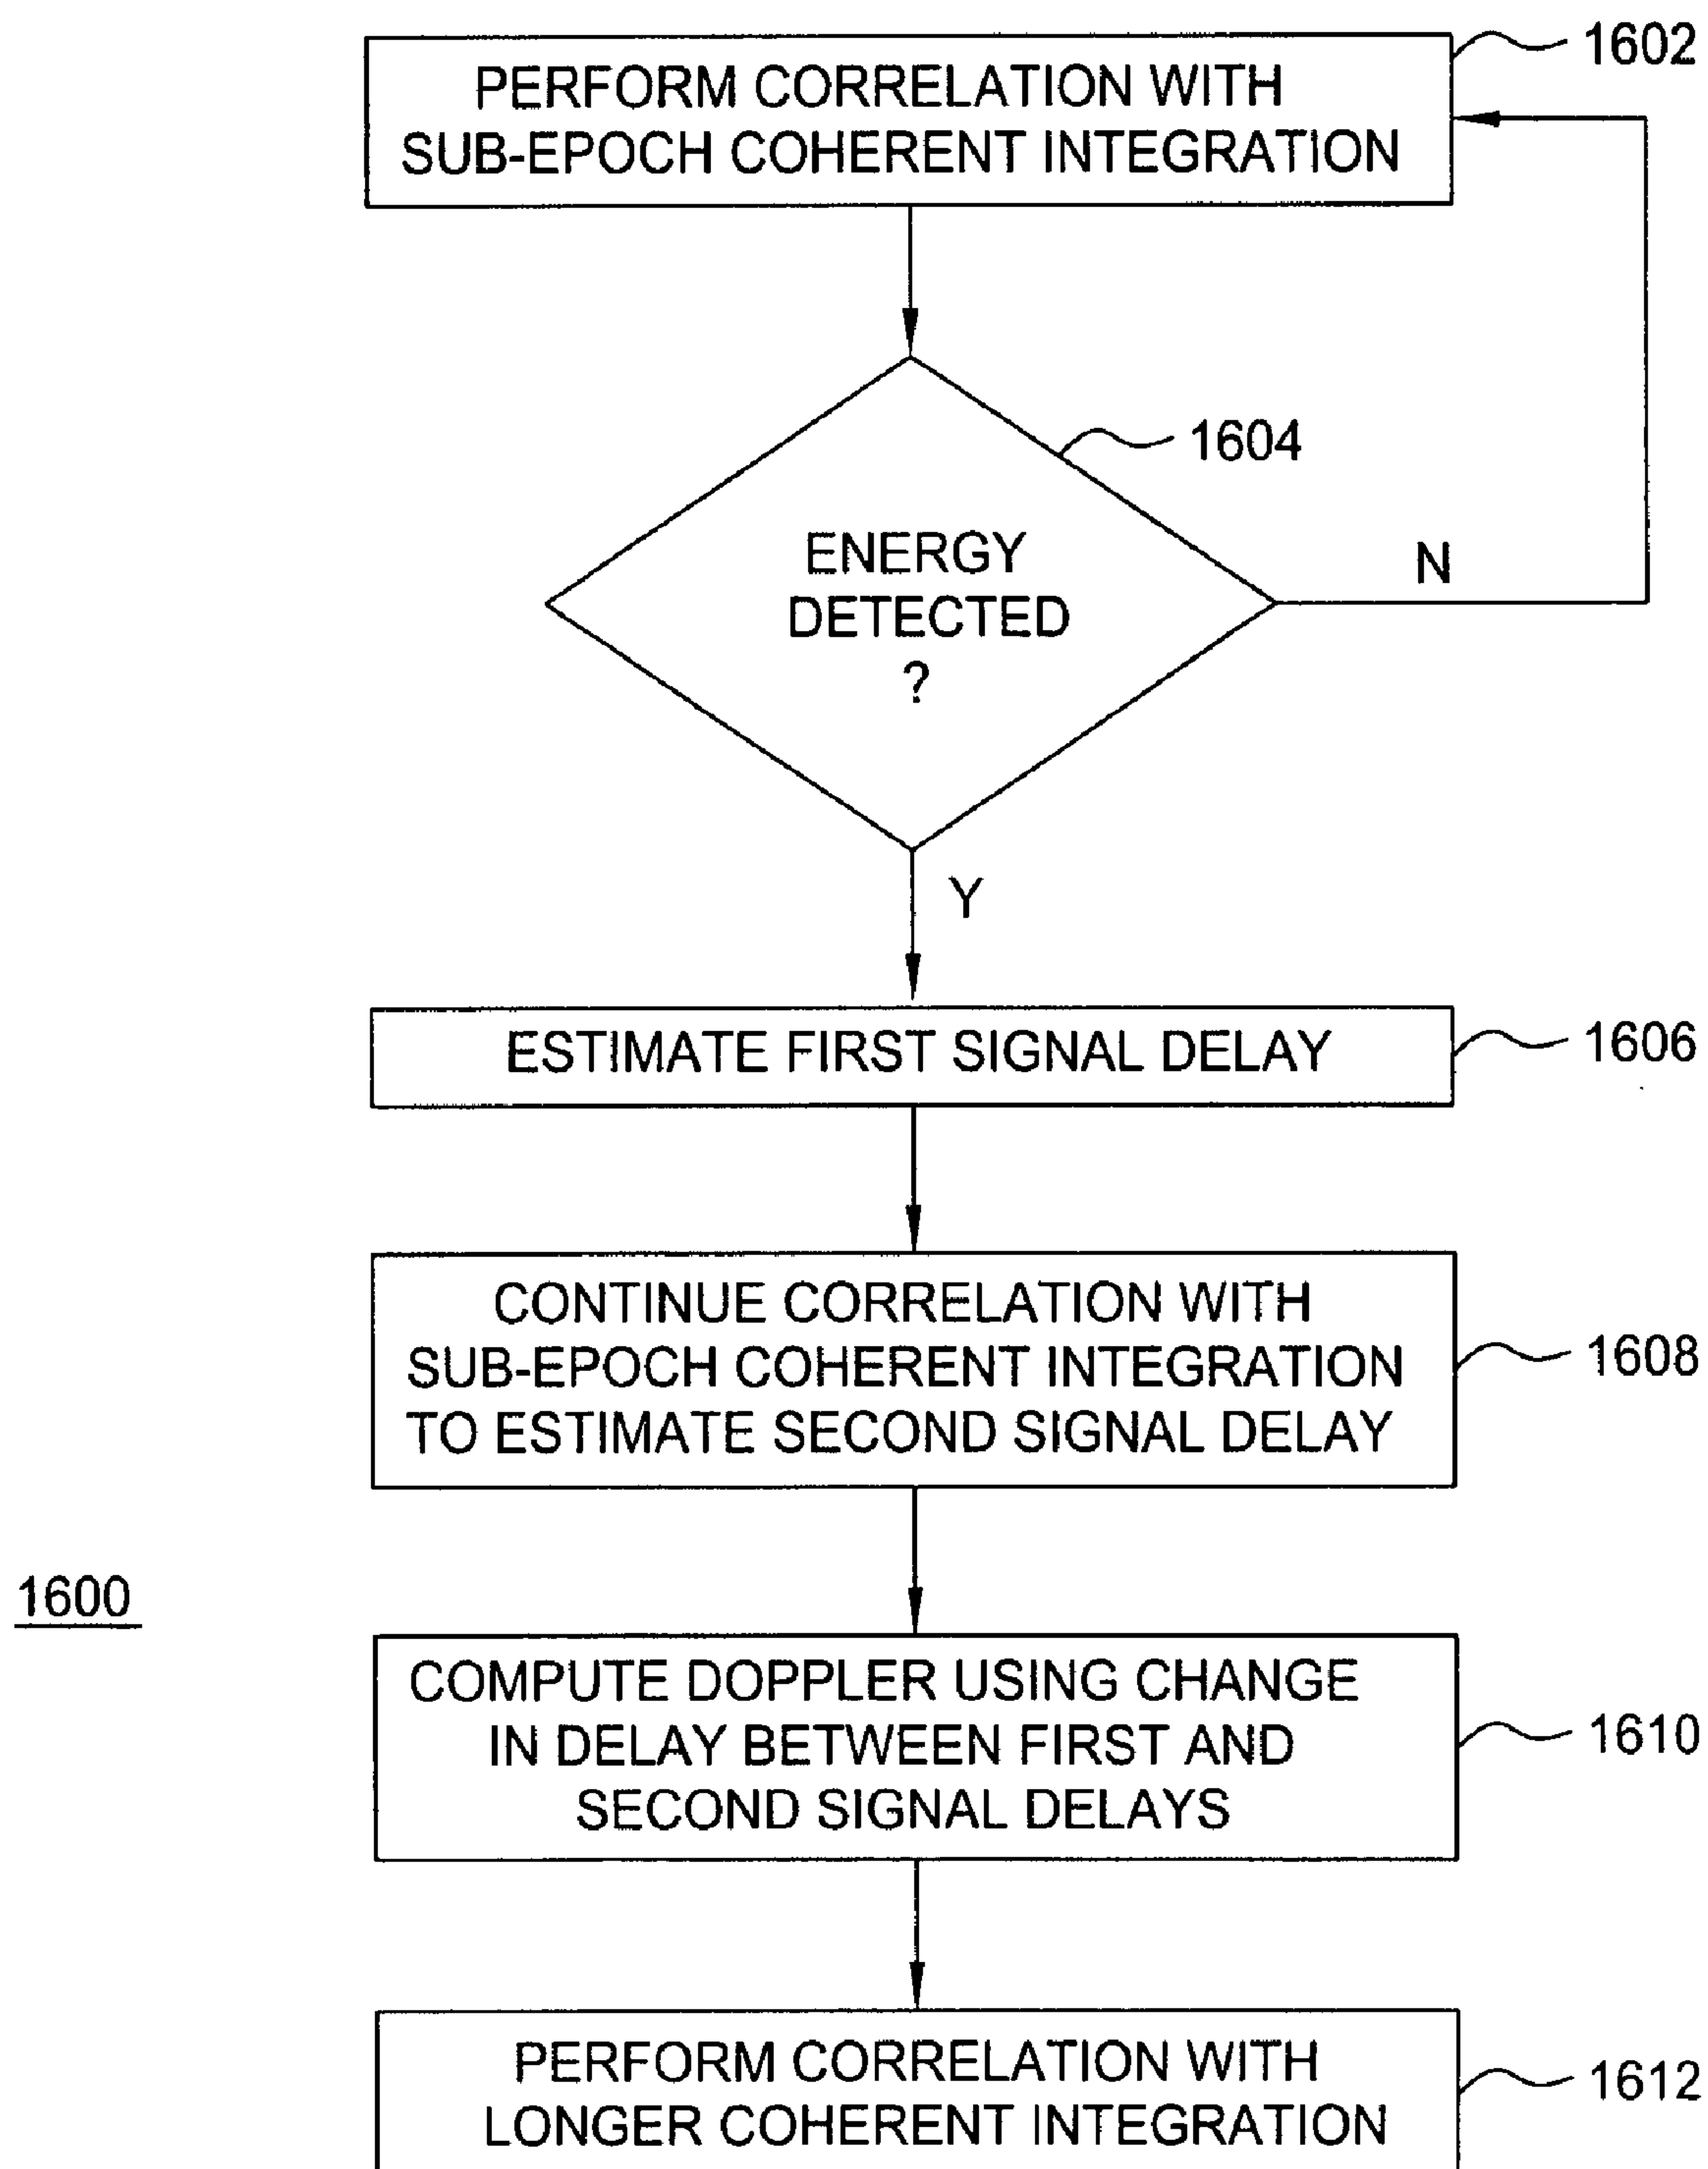 1602
PERFORM CORRELATION WITH
SUB-EPOCH COHERENT INTEGRATION
1604
ENERGY
DETECTED
?
N
Y
ESTIMATE FIRST SIGNAL DELAY
1606
CONTINUE CORRELATION WITH
SUB-EPOCH COHERENT INTEGRATION
TO ESTIMATE SECOND SIGNAL DELAY
1608
1600
COMPUTE DOPPLER USING CHANGE
IN DELAY BETWEEN FIRST AND
SECOND SIGNAL DELAYS
1610
PERFORM CORRELATION WITH
LONGER COHERENT INTEGRATION
1612